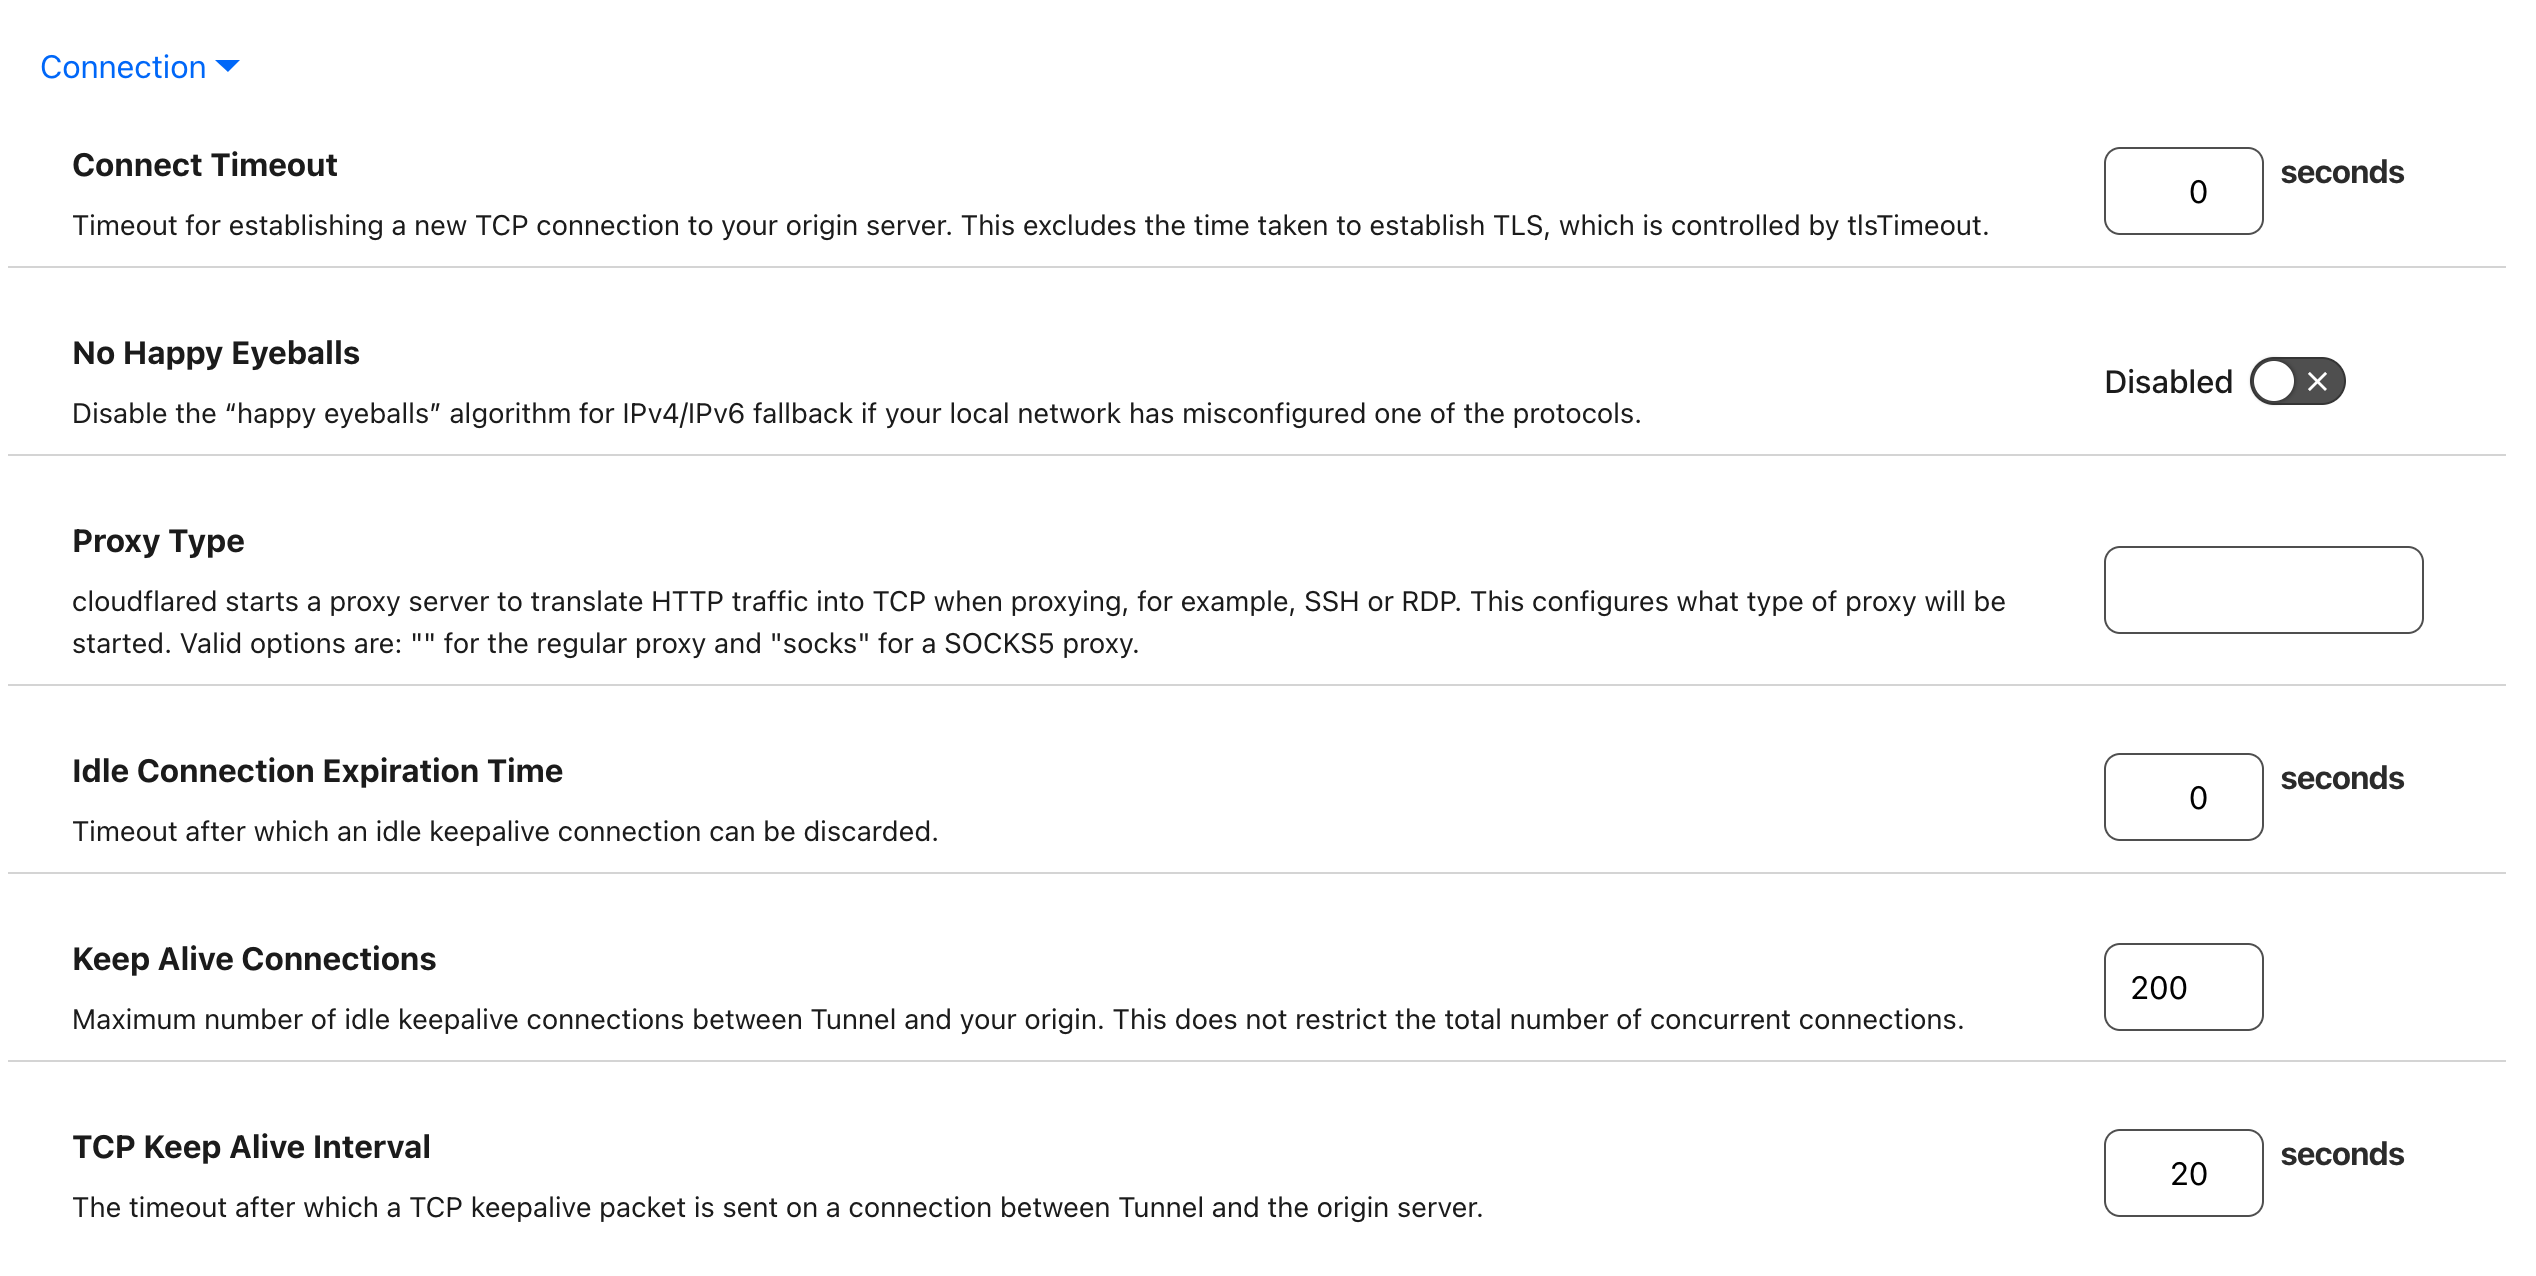 Connection
Connect Timeout
Timeout for establishing a new TCP connection to your origin server. This excludes the time taken to establish TLS, which is controlled by tlsTimeout.
0 seconds
No Happy Eyeballs
Disable the “happy eyeballs” algorithm for IPv4/IPv6 fallback if your local network has misconfigured one of the protocols.
Disabled
Proxy Type
cloudflared starts a proxy server to translate HTTP traffic into TCP when proxying, for example, SSH or RDP. This configures what type of proxy will be
started. Valid options are: "" for the regular proxy and "socks" for a SOCKS5 proxy.
Idle Connection Expiration Time
Timeout after which an idle keepalive connection can be discarded.
0 seconds
Keep Alive Connections
Maximum number of idle keepalive connections between Tunnel and your origin. This does not restrict the total number of concurrent connections.
200
TCP Keep Alive Interval
The timeout after which a TCP keepalive packet is sent on a connection between Tunnel and the origin server.
20 seconds